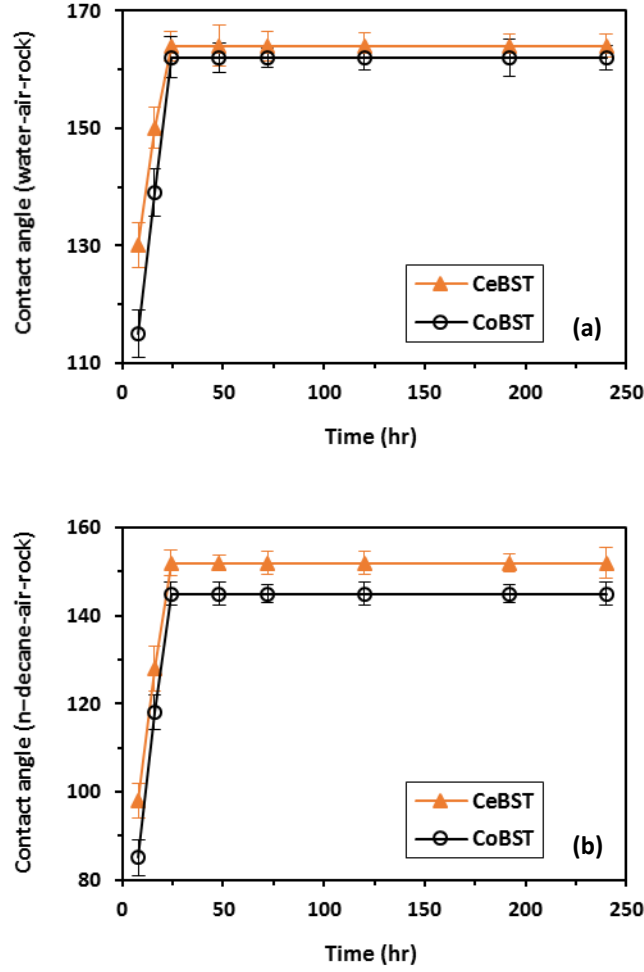 170
150
130
110
Contact angle (water-air-rock)
CeBST
CoBST
(a)
0
50
100
150
200
250
Time (hr)
160
140
120
100
80
Contact angle (n–decane-air-rock)
CeBST
CoBST
(b)
0
50
100
150
200
250
Time (hr)